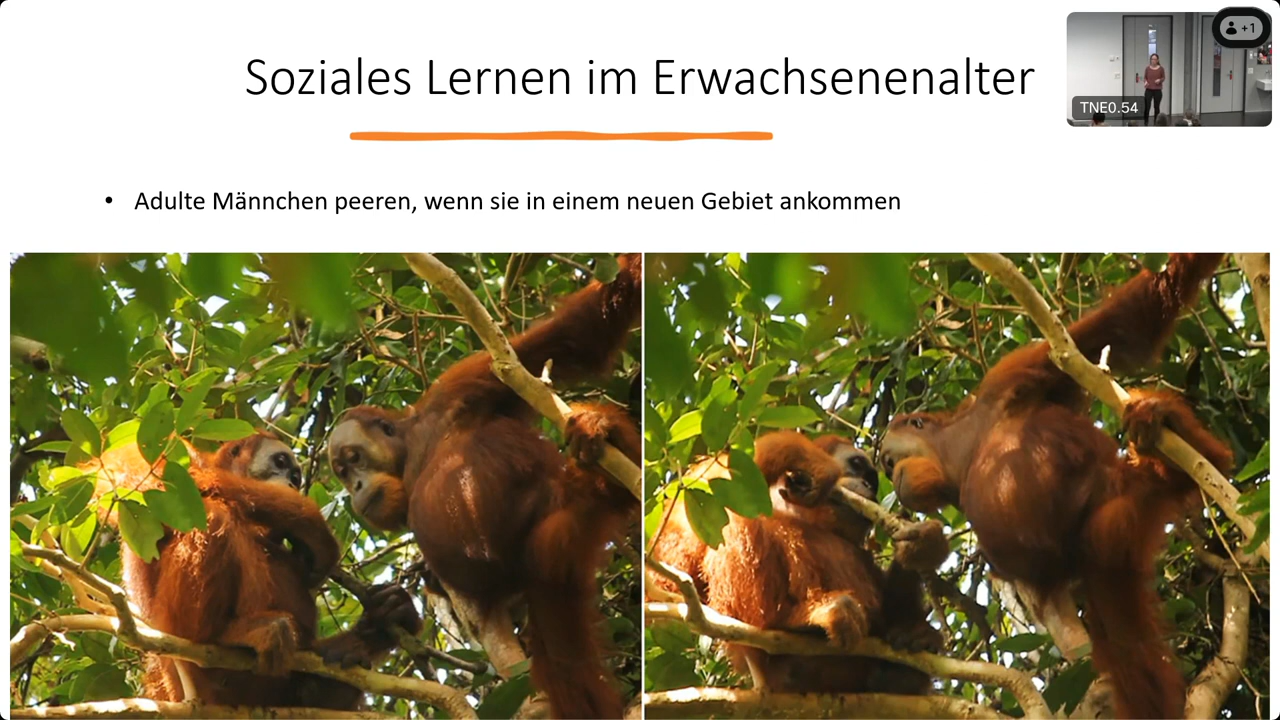 Soziales Lernen im Erwachsenenalter
+1
TNE0.54
• Adulte Männchen peeren, wenn sie in einem neuen Gebiet ankommen